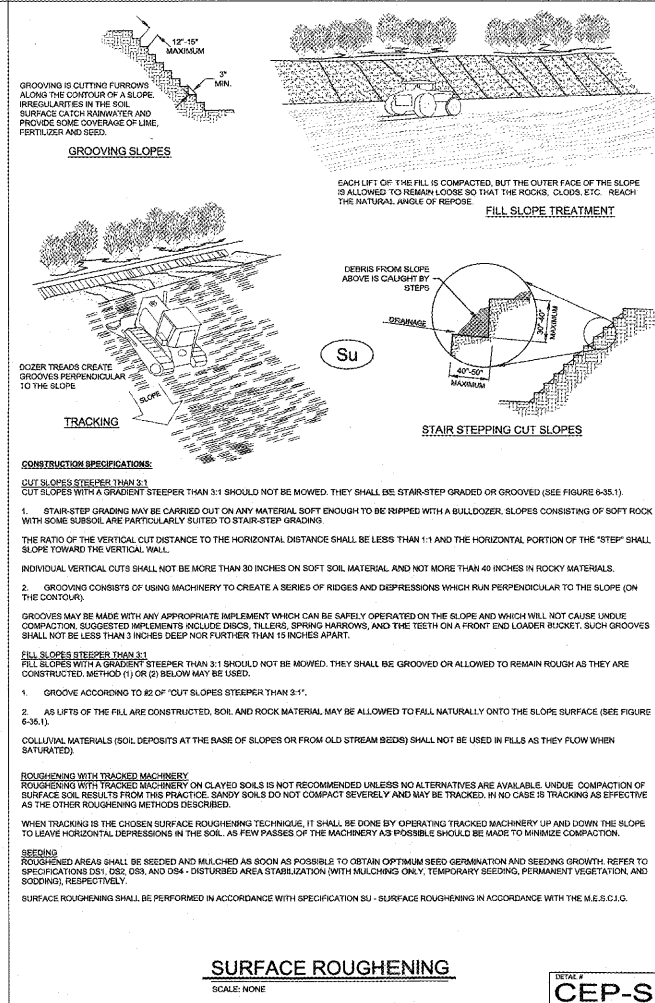 12"-15"
MAXIMUM
3"
MIN.
GROOVING IS CUTTING FURROWS
ALONG THE CONTOUR OF A SLOPE.
IRREGULARITIES IN THE SOIL
SURFACE CATCH RAINWATER AND
PROVIDE SOME COVERAGE OF LIME,
FERTILIZER AND SEED.
GROOVING SLOPES
EACH LIFT OF THE FILL IS COMPACTED, BUT THE OUTER FACE OF THE SLOPE
IS ALLOWED TO REMAIN LOOSE SO THAT THE ROCKS, CLODS, ETC. REACH
THE NATURAL ANGLE OF REPOSE.
FILL SLOPE TREATMENT
DOZER TREADS CREATE
GROOVES PERPENDICULAR
TO THE SLOPE
SLOPE
TRACKING
Su
DEBRIS FROM SLOPE
ABOVE IS CAUGHT BY
STEPS
DRAINAGE
30"-40"
MAXIMUM
40"-50"
MAXIMUM
STAIR STEPPING CUT SLOPES
CONSTRUCTION SPECIFICATIONS:
CUT SLOPES STEEPER THAN 3:1
CUT SLOPES WITH A GRADIENT STEEPER THAN 3:1 SHOULD NOT BE MOWED. THEY SHALL BE STAIR-STEP GRADED OR GROOVED (SEE FIGURE 6-35.1).
1. STAIR-STEP GRADING MAY BE CARRIED OUT ON ANY MATERIAL SOFT ENOUGH TO BE RIPPED WITH A BULLDOZER. SLOPES CONSISTING OF SOFT ROCK
WITH SOME SUBSOIL ARE PARTICULARLY SUITED TO STAIR-STEP GRADING.
THE RATIO OF THE VERTICAL CUT DISTANCE TO THE HORIZONTAL DISTANCE SHALL BE LESS THAN 1:1 AND THE HORIZONTAL PORTION OF THE "STEP" SHALL
SLOPE TOWARD THE VERTICAL WALL.
INDIVIDUAL VERTICAL CUTS SHALL NOT BE MORE THAN 30 INCHES ON SOFT SOIL MATERIAL AND NOT MORE THAN 40 INCHES IN ROCKY MATERIALS.
2. GROOVING CONSISTS OF USING MACHINERY TO CREATE A SERIES OF RIDGES AND DEPRESSIONS WHICH RUN PERPENDICULAR TO THE SLOPE (ON
THE CONTOUR).
GROOVES MAY BE MADE WITH ANY APPROPRIATE IMPLEMENT WHICH CAN BE SAFELY OPERATED ON THE SLOPE AND WHICH WILL NOT CAUSE UNDUE
COMPACTION. SUGGESTED IMPLEMENTS INCLUDE DISCS, TILLERS, SPRING HARROWS, AND THE TEETH ON A FRONT END LOADER BUCKET. SUCH GROOVES
SHALL NOT BE LESS THAN 3 INCHES DEEP NOR FURTHER THAN 15 INCHES APART.
FILL SLOPES STEEPER THAN 3:1
FILL SLOPES WITH A GRADIENT STEEPER THAN 3:1 SHOULD NOT BE MOWED. THEY SHALL BE GROOVED OR ALLOWED TO REMAIN ROUGH AS THEY ARE
CONSTRUCTED. METHOD (1) OR (2) BELOW MAY BE USED.
1. GROOVE ACCORDING TO #2 OF "CUT SLOPES STEEPER THAN 3:1".
2. AS LIFTS OF THE FILL ARE CONSTRUCTED, SOIL AND ROCK MATERIAL MAY BE ALLOWED TO FALL NATURALLY ONTO THE SLOPE SURFACE (SEE FIGURE
6-35.1).
COLLUVIAL MATERIALS (SOIL DEPOSITS AT THE BASE OF SLOPES OR FROM OLD STREAM BEDS) SHALL NOT BE USED IN FILLS AS THEY FLOW WHEN
SATURATED).
ROUGHENING WITH TRACKED MACHINERY
ROUGHENING WITH TRACKED MACHINERY ON CLAYED SOILS IS NOT RECOMMENDED UNLESS NO ALTERNATIVES ARE AVAILABLE. UNDUE COMPACTION OF
SURFACE SOIL RESULTS FROM THIS PRACTICE. SANDY SOILS DO NOT COMPACT SEVERELY AND MAY BE TRACKED. IN NO CASE IS TRACKING AS EFFECTIVE
AS THE OTHER ROUGHENING METHODS DESCRIBED.
WHEN TRACKING IS THE CHOSEN SURFACE ROUGHENING TECHNIQUE, IT SHALL BE DONE BY OPERATING TRACKED MACHINERY UP AND DOWN THE SLOPE
TO LEAVE HORIZONTAL DEPRESSIONS IN THE SOIL. AS FEW PASSES OF THE MACHINERY AS POSSIBLE SHOULD BE MADE TO MINIMIZE COMPACTION.
SEEDING
ROUGHENED AREAS SHALL BE SEEDED AND MULCHED AS SOON AS POSSIBLE TO OBTAIN OPTIMUM SEED GERMINATION AND SEEDING GROWTH. REFER TO
SPECIFICATIONS DS1, DS2, DS3, AND DS4 - DISTURBED AREA STABILIZATION (WITH MULCHING ONLY, TEMPORARY SEEDING, PERMANENT VEGETATION, AND
SODDING), RESPECTIVELY.
SURFACE ROUGHENING SHALL BE PERFORMED IN ACCORDANCE WITH SPECIFICATION SU - SURFACE ROUGHENING IN ACCORDANCE WITH THE M.E.S.C.I.G.
SURFACE ROUGHENING
SCALE: NONE
DETAIL #
CEP-S